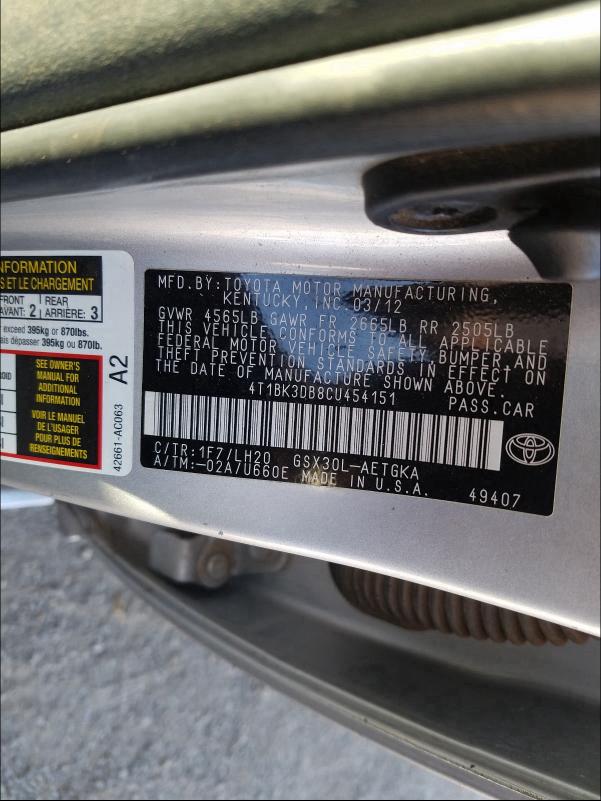 NFORMATION
S ET LE CHARGEMENT
FRONT
AVANT: 2
REAR
ARRIÈRE: 3
exceed 395kg or 870lbs.
dépasser 395kg ou 870lb.
SEE OWNER'S
MANUAL FOR
ADDITIONAL
INFORMATION
VOIR LE MANUEL
DE L'USAGER
POUR PLUS DE
RENSEIGNEMENTS
A2
42661-AC063
MFD.BY:TOYOTA MOTOR MANUFACTURING,
KENTUCKY, INC 03/12
GVWR 4565LB GAWR FR 2665LB RR 2505LB
THIS VEHICLE CONFORMS TO ALL APPLICABLE
FEDERAL MOTOR VEHICLE SAFETY BUMPER AND
THEFT PREVENTION STANDARDS IN EFFECT ON
THE DATE OF MANUFACTURE SHOWN ABOVE.
4T1BK3DB8CU454151
PASS.CAR
C/TR:1F7/LH20 GSX30L-AETGKA
A/TM:-02A/U660E MADE IN U.S.A.
49407
TOYOTA